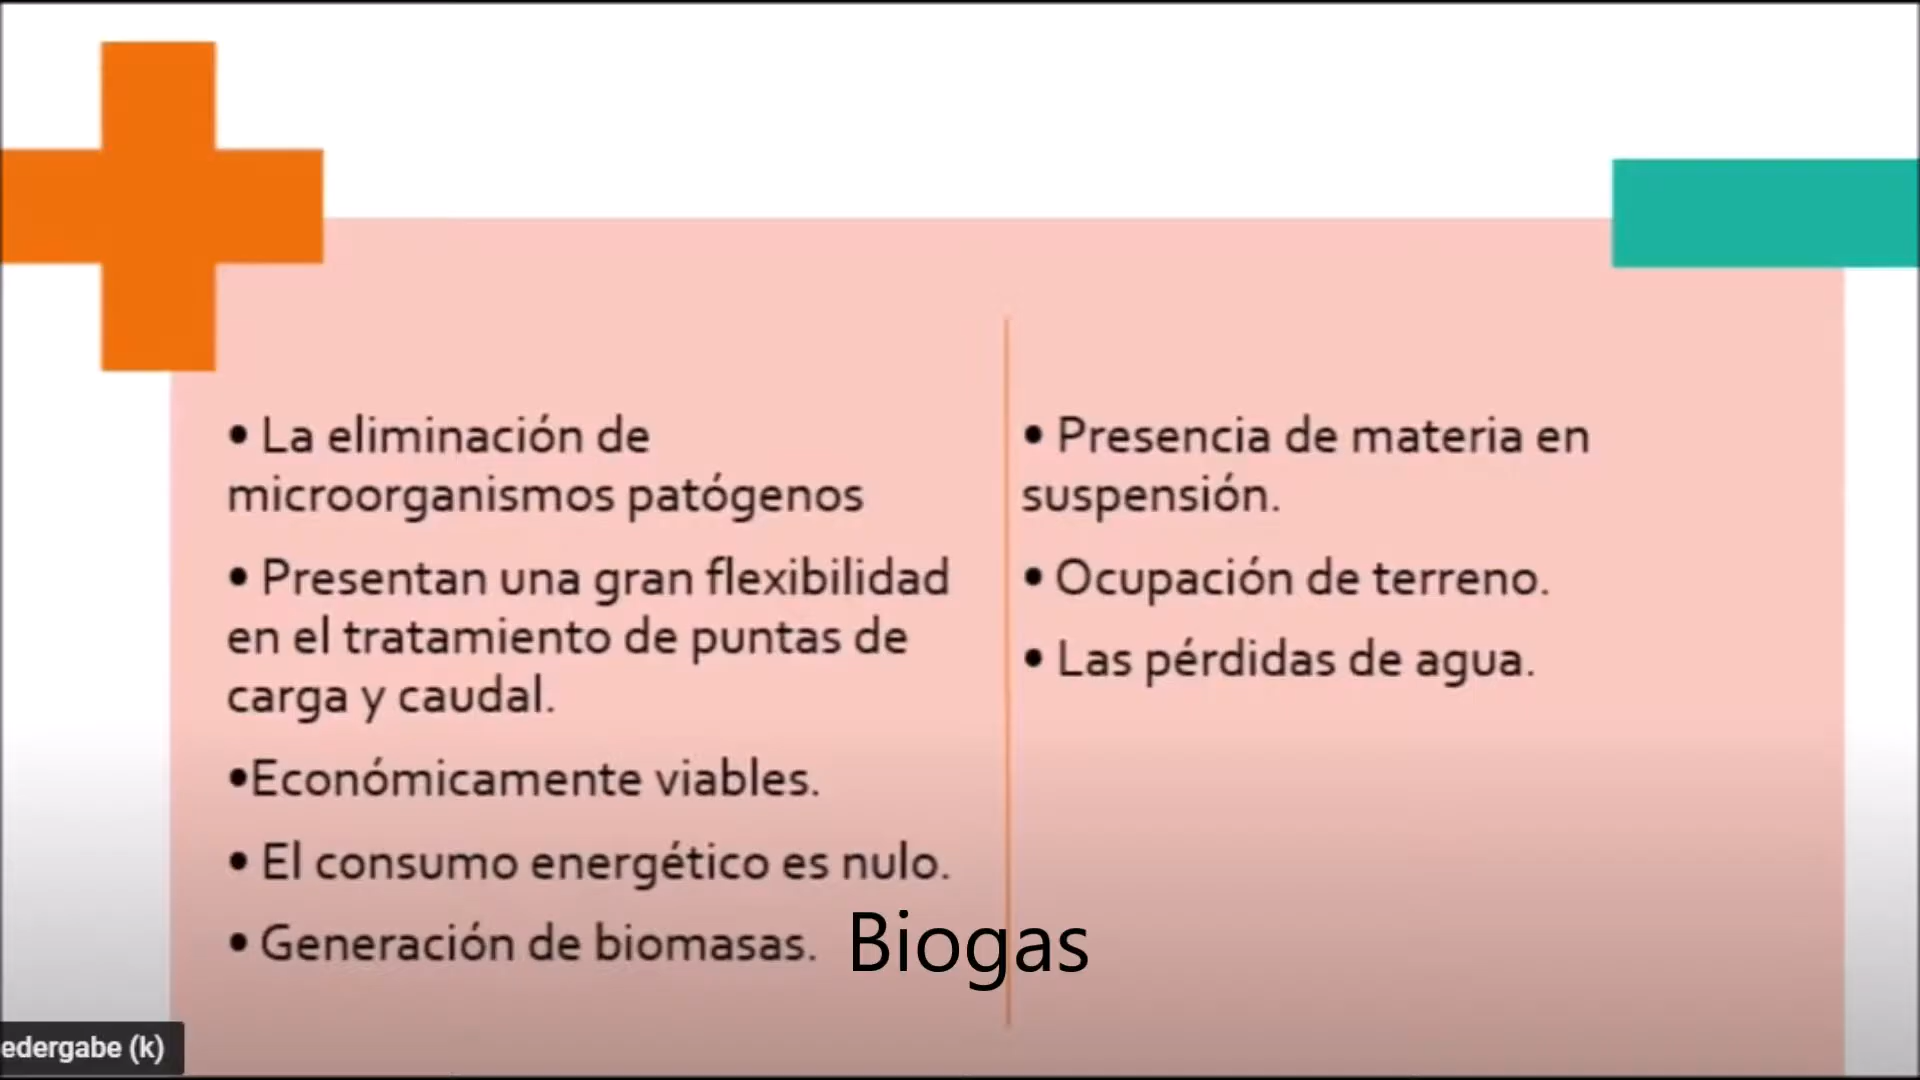 • La eliminación de
microorganismos patógenos
• Presentan una gran flexibilidad
en el tratamiento de puntas de
carga y caudal.
•Económicamente viables.
• El consumo energético es nulo.
• Generación de biomasas. Biogas
• Presencia de materia en
suspensión.
• Ocupación de terreno.
• Las pérdidas de agua.
edergabe (k)